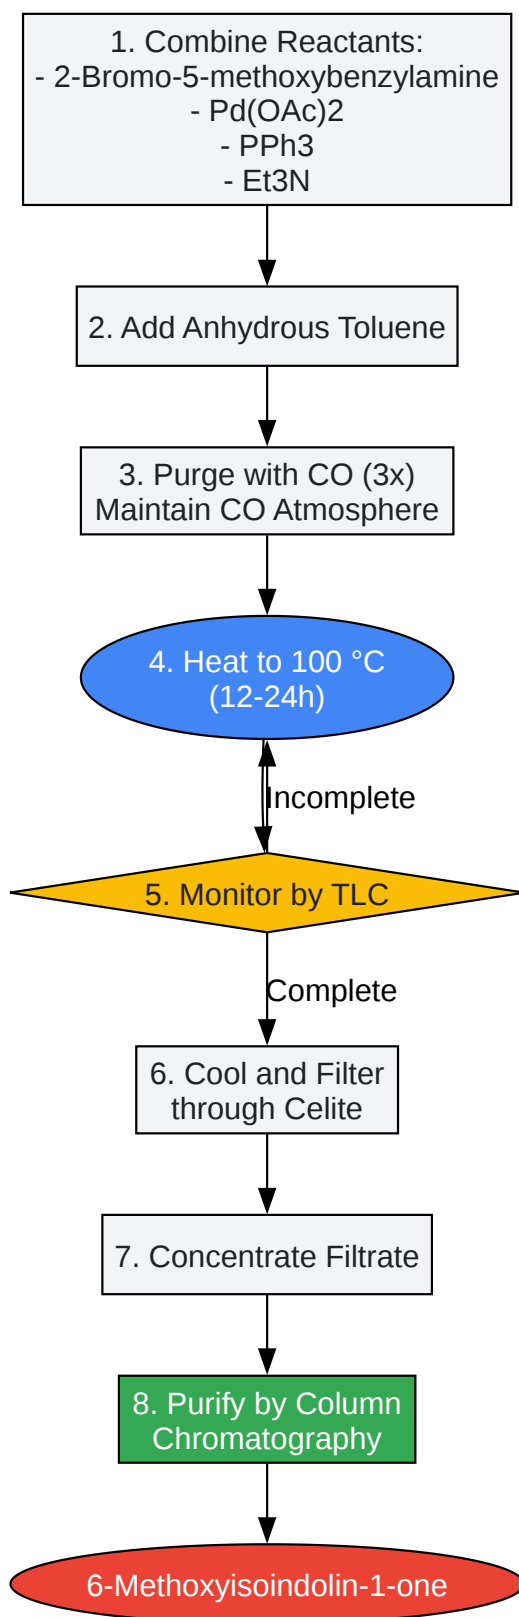 1. Combine Reactants:
- 2-Bromo-5-methoxybenzylamine
- Pd(OAc)2
- PPh3
- Et3N
2. Add Anhydrous Toluene
3. Purge with CO (3x)
Maintain CO Atmosphere
4. Heat to 100 °C
(12-24h)
Incomplete
5. Monitor by TLC
Complete
6. Cool and Filter
through Celite
7. Concentrate Filtrate
8. Purify by Column
Chromatography
6-Methoxyisoindolin-1-one